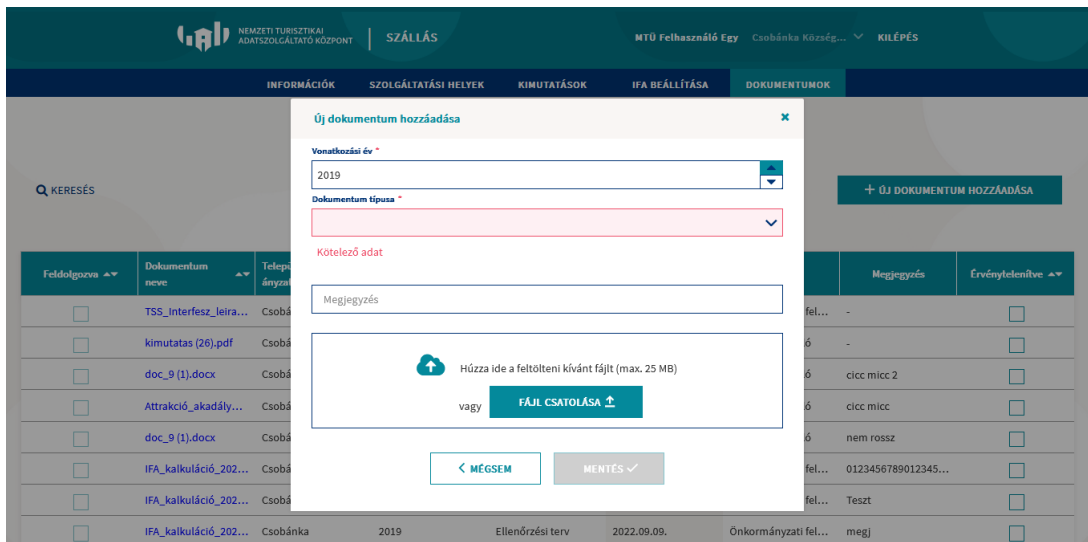 NEMZETI TURISZTIKAI
ADATSZOLGÁLTATÓ KÖZPONT
SZÁLLÁS
MTÜ Felhasználó Egy Csobánka Község... KILÉPÉS
INFORMÁCIÓK SZOLGÁLTATÁSI HELYEK KIMUTATÁSOK IFA BEÁLLÍTÁSA DOKUMENTUMOK
Új dokumentum hozzáadása
Vonatkozási év *
2019
Dokumentum típusa *
Kötelező adat
Megjegyzés
Húzza ide a feltölteni kívánt fájlt (max. 25 MB)
vagy FÁJL CSATOLÁSA
MÉGSEM MENTÉS
KERESÉS
+ ÚJ DOKUMENTUM HOZZÁADÁSA
Feldolgozva Dokumentum neve Megjegyzés Érvénytelenítve
TSS_Interfesz_leira... Csobá fel... -
kimutatas (26).pdf Csobá -
doc_9 (1).docx Csobá cicc micc 2
Attrakció_akadály... Csobá cicc micc
doc_9 (1).docx Csobá nem rossz
IFA_kalkuláció_202... Csobá fel... 0123456789012345...
IFA_kalkuláció_202... Csobá fel... Teszt
IFA_kalkuláció_202... Csobánka 2019 Ellenőrzési terv 2022.09.09. Önkormányzati fel... megj